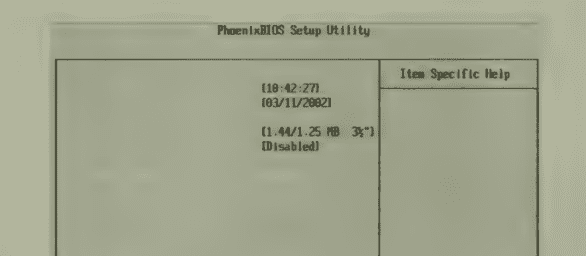 PhoenixBIOS Setup Utility
Item Specific Help
[10:42:27]
[03/11/2002]
[1.44/1.25 MB 3½"]
[Disabled]